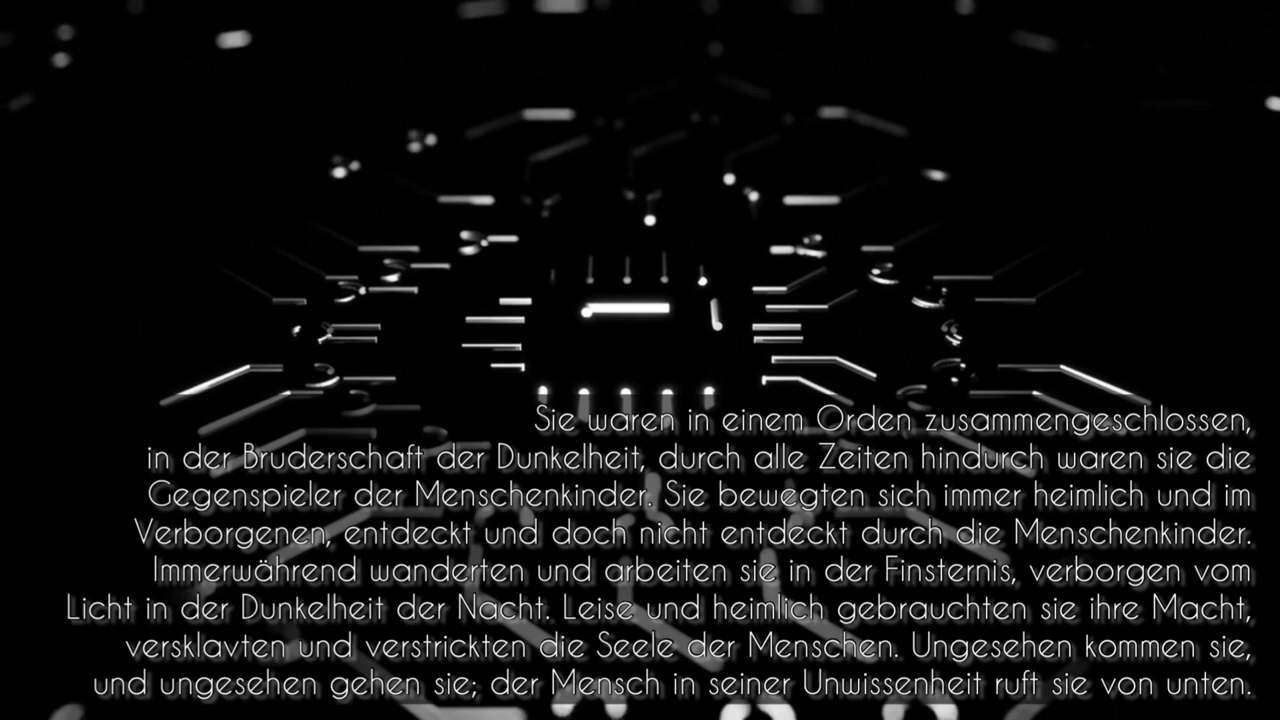 Sie waren in einem Orden zusammengeschlossen,
in der Bruderschaft der Dunkelheit, durch alle Zeiten hindurch waren sie die
Gegenspieler der Menschenkinder. Sie bewegten sich immer heimlich und im
Verborgenen, entdeckt und doch nicht entdeckt durch die Menschenkinder.
Immerwährend wanderten und arbeiten sie in der Finsternis, verborgen vom
Licht in der Dunkelheit der Nacht. Leise und heimlich gebrauchten sie ihre Macht,
versklavten und verstrickten die Seele der Menschen. Ungesehen kommen sie,
und ungesehen gehen sie; der Mensch in seiner Unwissenheit ruft sie von unten.